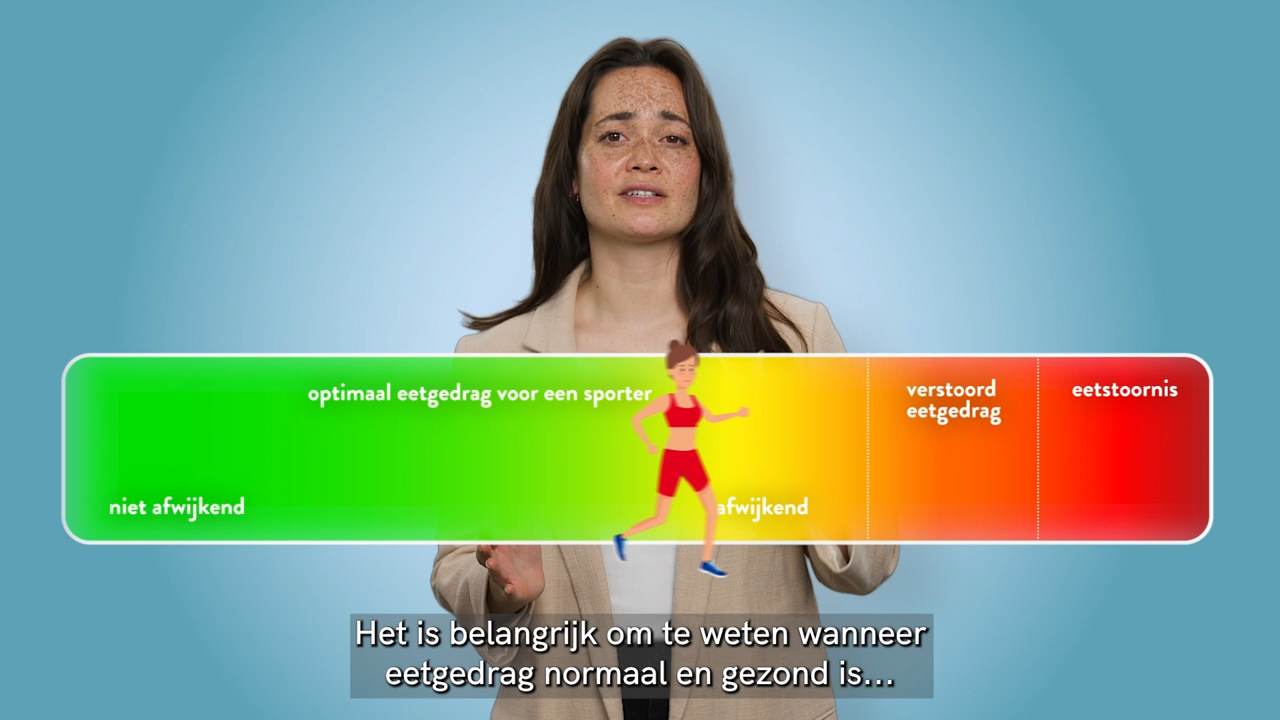 optimaal eetgedrag voor een sporter
verstoord
eetgedrag
eetstoornis
niet afwijkend
afwijkend
Het is belangrijk om te weten wanneer
eetgedrag normaal en gezond is...